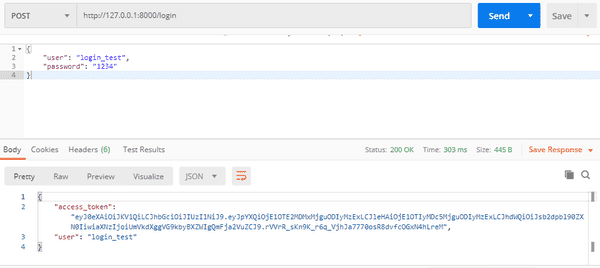 POST http://127.0.0.1:8000/login Send Save
1 {
2 "user": "login_test",
3 "password": "1234"
4 }
Body Cookies Headers (6) Test Results Status: 200 OK Time: 303 ms Size: 445 B Save Response
Pretty Raw Preview Visualize JSON
1 {
2 "access_token":
"eyJ0eXAiOiJKV1QiLCJhbGciOiJIUzI1NiJ9.eyJpYXQiOjE1OTE2MDMxMjguODIyMzExLCJleHAiOjE1OTIyMDc5MjguODIyMzExLCJhdWQiOiJsb2dpbl90ZX
N0IiwiaXNzIjoiUmVkdXggVG9kbyBXZWIgQmFja2VuZCJ9.rVVrR_sKn9K_r6q_VjhJa7770osR8dvfcOGxN4hLreM",
3 "user": "login_test"
4 }